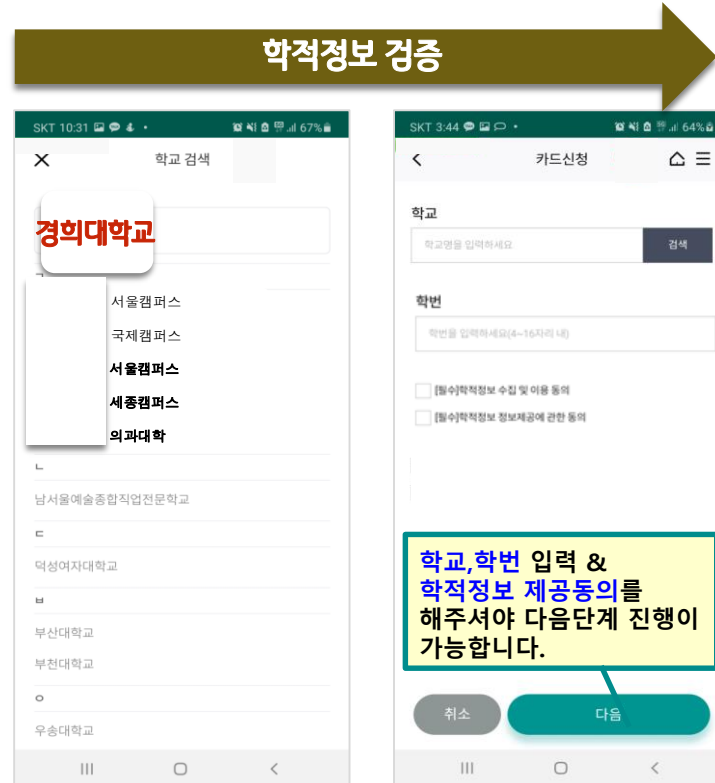 학적정보 검증
SKT 10:31
67%
학교 검색
경희대학교
ㄱ
서울캠퍼스
국제캠퍼스
서울캠퍼스
세종캠퍼스
의과대학
ㄴ
남서울예술종합직업전문학교
ㄷ
덕성여자대학교
ㅂ
부산대학교
부천대학교
ㅇ
우송대학교
SKT 3:44
64%
카드신청
학교
학교명을 입력하세요.
검색
학번
학번을 입력하세요(4~16자리 내)
[필수]학적정보 수집 및 이용 동의
[필수]학적정보 정보제공에 관한 동의
학교,학번 입력 &
학적정보 제공동의를
해주셔야 다음단계 진행이
가능합니다.
취소
다음